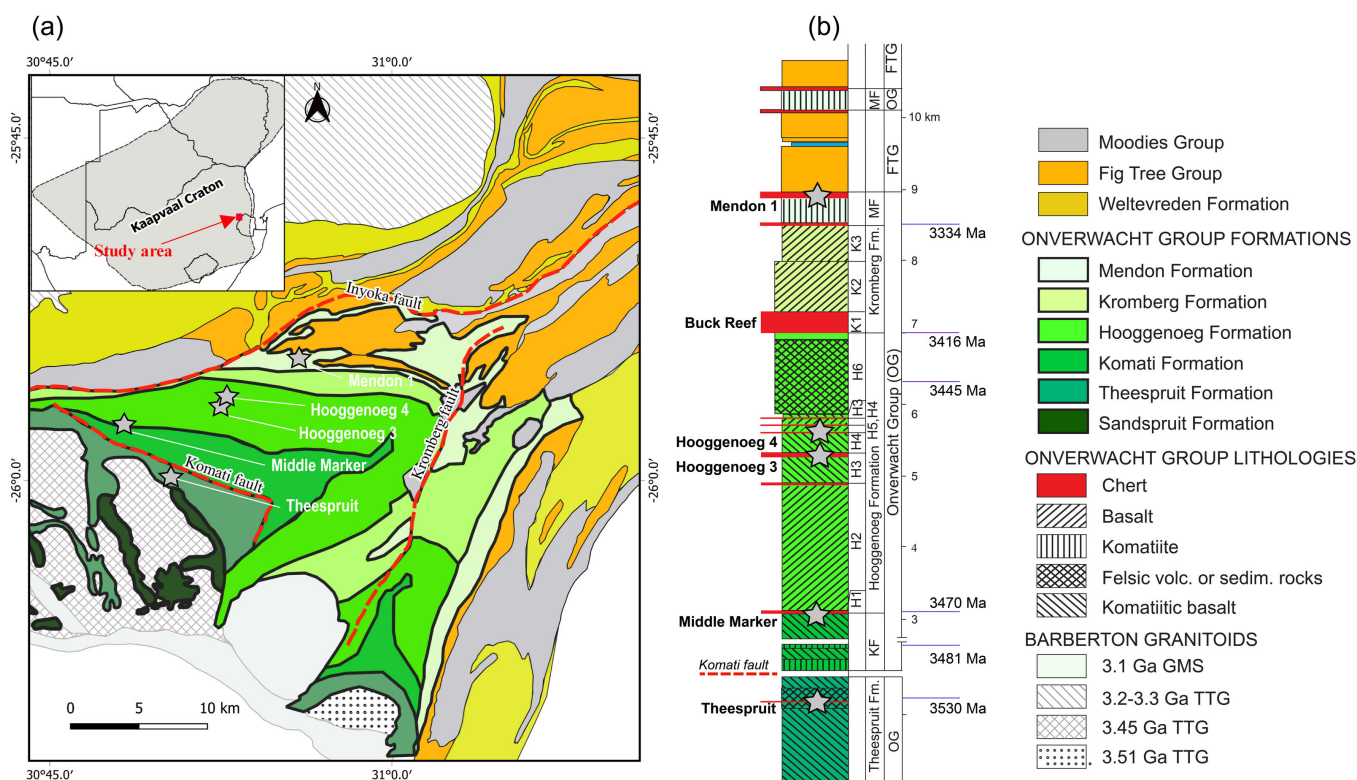 (a)
(b)
30°45.0'
31°0.0'
-25°45.0'
-25°45.0'
-26°0.0'
-26°0.0'
30°45.0'
31°0.0'
N
Kaapvaal Craton
Study area
Inyoka fault
Kromberg fault
Komati fault
Mendon 1
Hooggenoeg 4
Hooggenoeg 3
Middle Marker
Theespruit
0 5 10 km
FTG
MF
OG
FTG
MF
Kromberg Fm.
K3
K2
K1
Onverwacht Group (OG)
Hooggenoeg Formation H5,H4
H6
H3
H4
H3
H2
H1
KF
Theespruit Fm.
OG
10 km
9
8
7
6
5
4
3
3334 Ma
3416 Ma
3445 Ma
3470 Ma
3481 Ma
3530 Ma
Mendon 1
Buck Reef
Hooggenoeg 4
Hooggenoeg 3
Middle Marker
Komati fault
Theespruit
Moodies Group
Fig Tree Group
Weltevreden Formation
ONVERWACHT GROUP FORMATIONS
Mendon Formation
Kromberg Formation
Hooggenoeg Formation
Komati Formation
Theespruit Formation
Sandspruit Formation
ONVERWACHT GROUP LITHOLOGIES
Chert
Basalt
Komatiite
Felsic volc. or sedim. rocks
Komatiitic basalt
BARBERTON GRANITOIDS
3.1 Ga GMS
3.2-3.3 Ga TTG
3.45 Ga TTG
3.51 Ga TTG